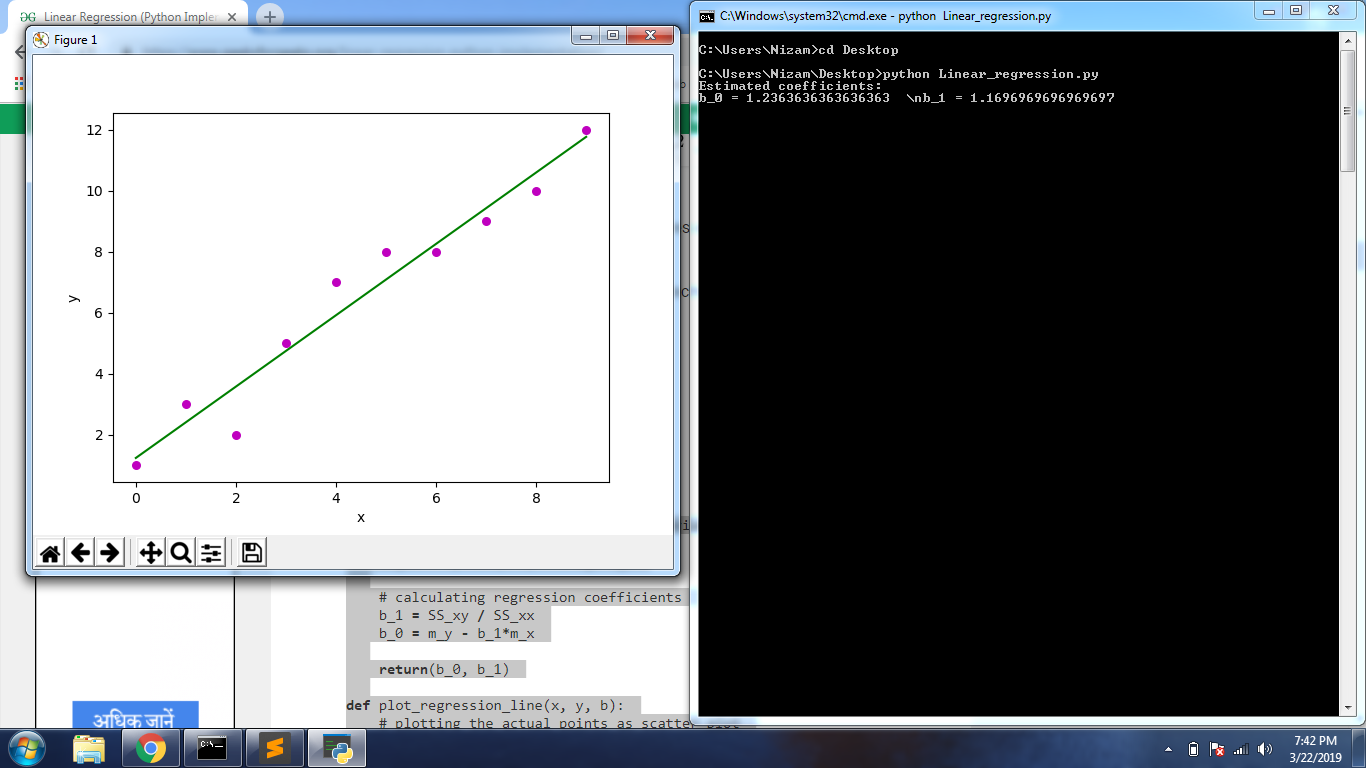 Linear Regression (Python Imple
Figure 1
12
10
8
6
4
2
y
0 2 4 6 8
x
# calculating regression coefficients
b_1 = SS_xy / SS_xx
b_0 = m_y - b_1*m_x
return(b_0, b_1)
def plot_regression_line(x, y, b):
# plotting the actual points as scatter plot
अधिक जानें
C:\Windows\system32\cmd.exe - python  Linear_regression.py
C:\Users\Nizam>cd Desktop
C:\Users\Nizam\Desktop>python Linear_regression.py
Estimated coefficients:
b_0 = 1.2363636363636363  \nb_1 = 1.1696969696969697
7:42 PM
3/22/2019